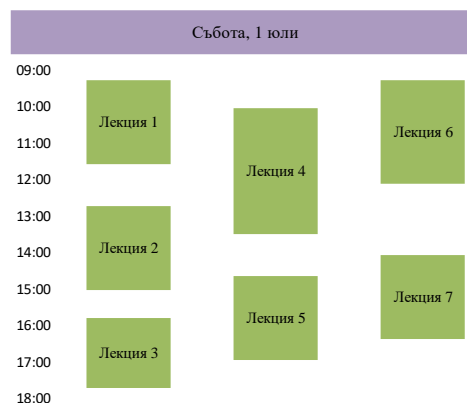 Събота, 1 юли
09:00
10:00
11:00
12:00
13:00
14:00
15:00
16:00
17:00
18:00
Лекция 1
Лекция 2
Лекция 3
Лекция 4
Лекция 5
Лекция 6
Лекция 7